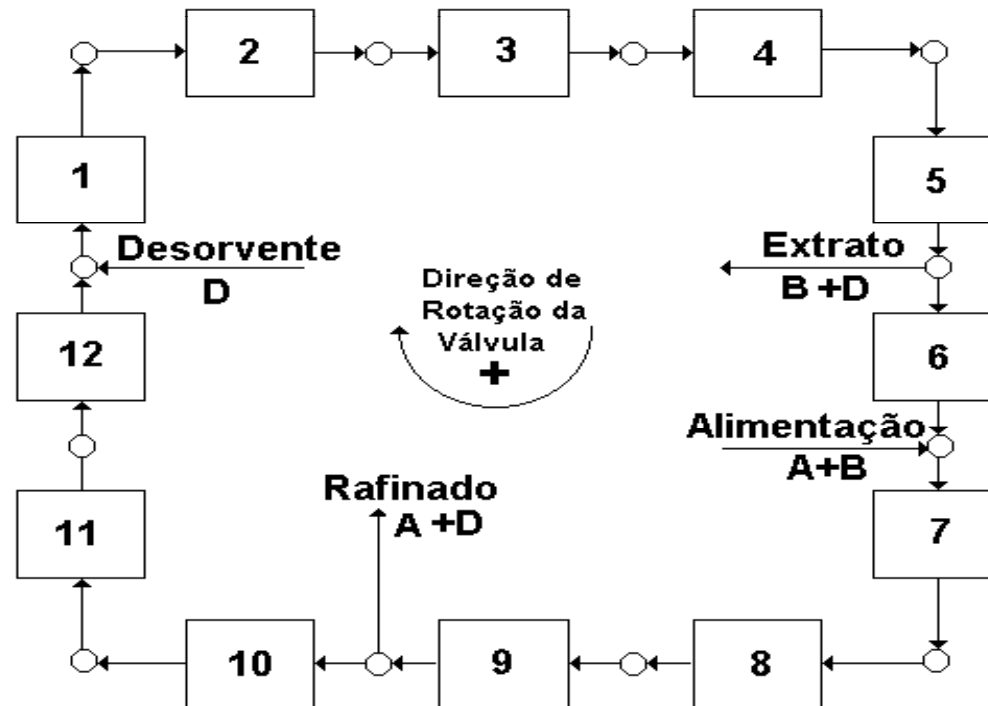 2
3
4
1
5
Desorvente
D
Extrato
B +D
Direção de
Rotação da
Válvula
+
12
6
Alimentação
A+B
Rafinado
A +D
11
7
10
9
8